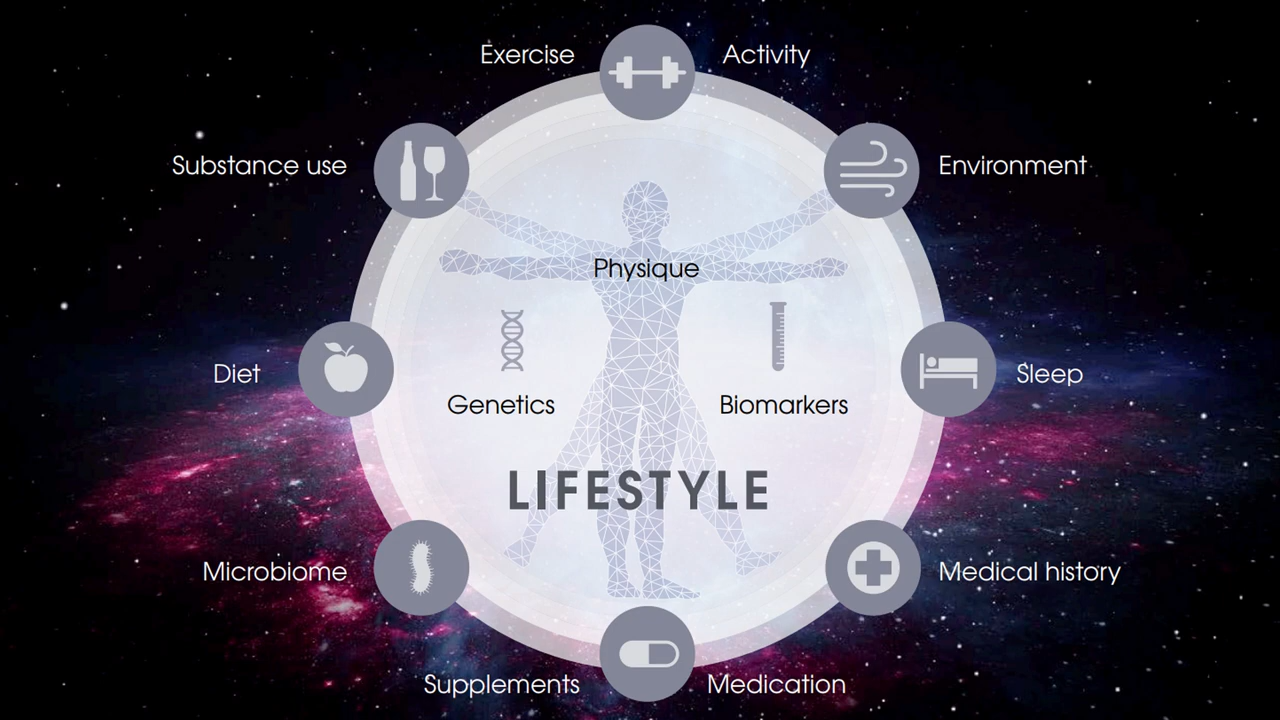 Exercise
Activity
Substance use
Environment
Physique
Diet
Sleep
Genetics
Biomarkers
LIFESTYLE
Microbiome
Medical history
Supplements
Medication